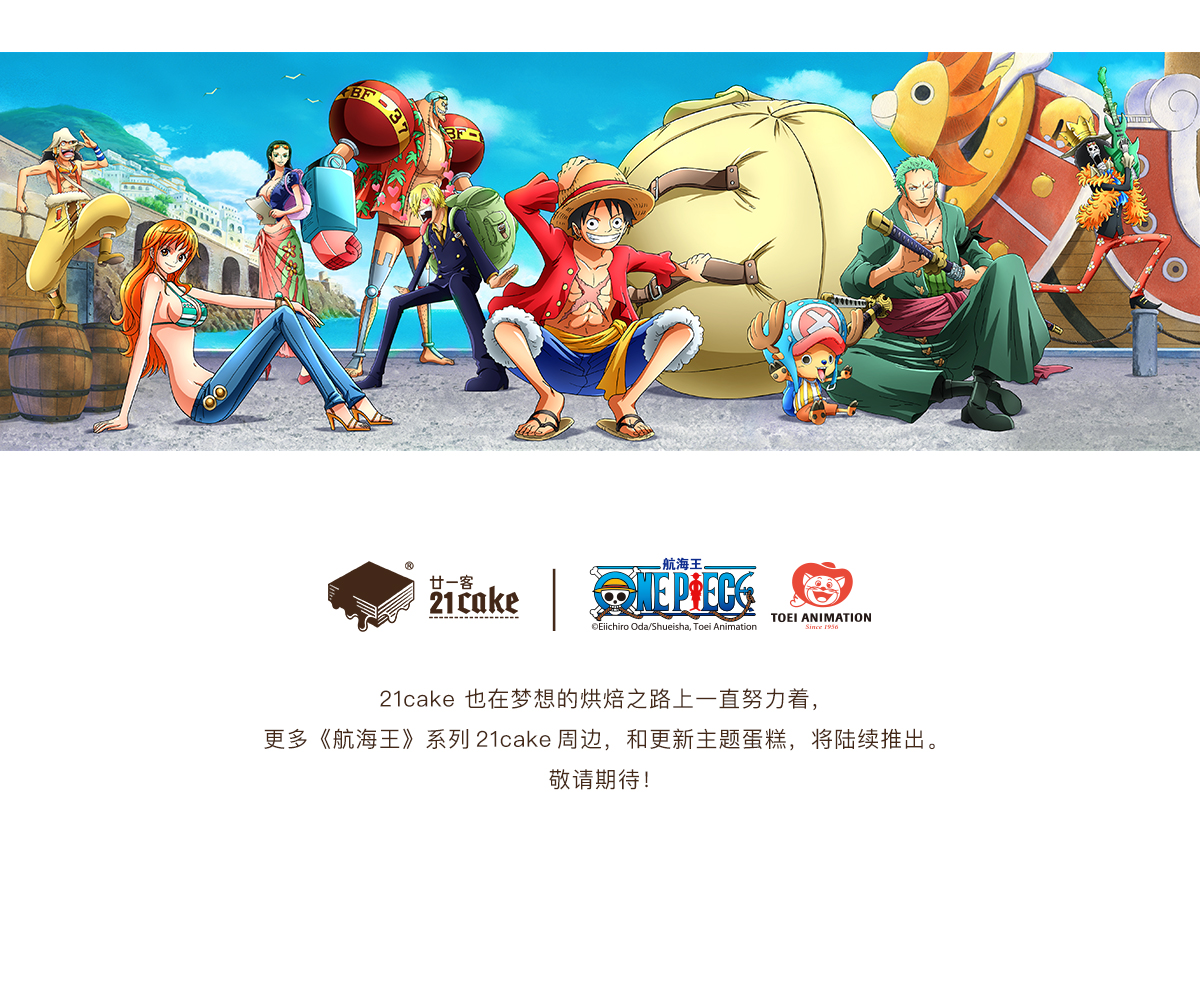 BF-37
BF-
廿一客
21cake
®
航海王
ONE PIECE
©Eiichiro Oda/Shueisha, Toei Animation
TOEI ANIMATION
Since 1956
21cake 也在梦想的烘焙之路上一直努力着，
更多《航海王》系列 21cake 周边，和更新主题蛋糕，将陆续推出。
敬请期待！